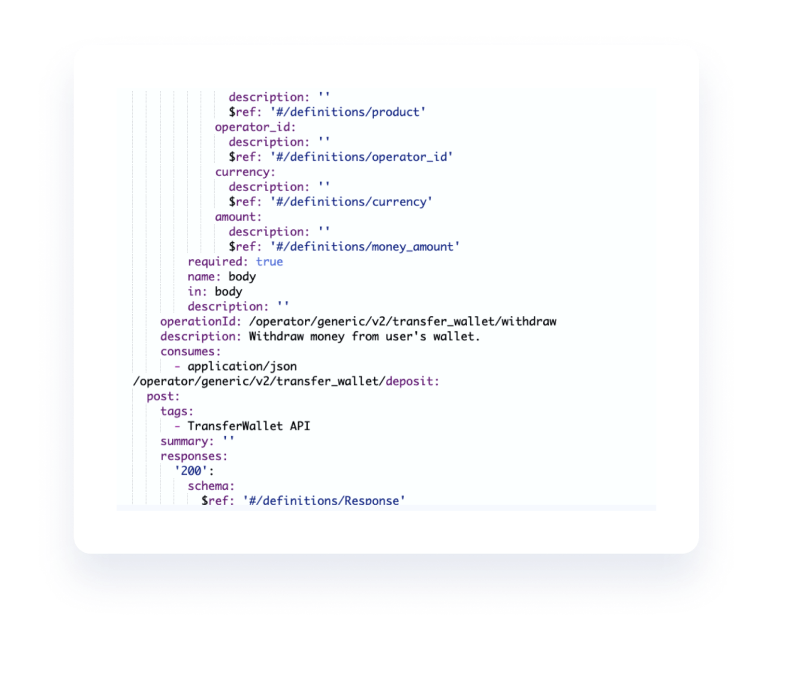 description: ''
$ref: '#/definitions/product'
operator_id:
description: ''
$ref: '#/definitions/operator_id'
currency:
description: ''
$ref: '#/definitions/currency'
amount:
description: ''
$ref: '#/definitions/money_amount'
required: true
name: body
in: body
description: ''
operationId: /operator/generic/v2/transfer_wallet/withdraw
description: Withdraw money from user's wallet.
consumes:
- application/json
/operator/generic/v2/transfer_wallet/deposit:
post:
tags:
- TransferWallet API
summary: ''
responses:
'200':
schema:
$ref: '#/definitions/Response'